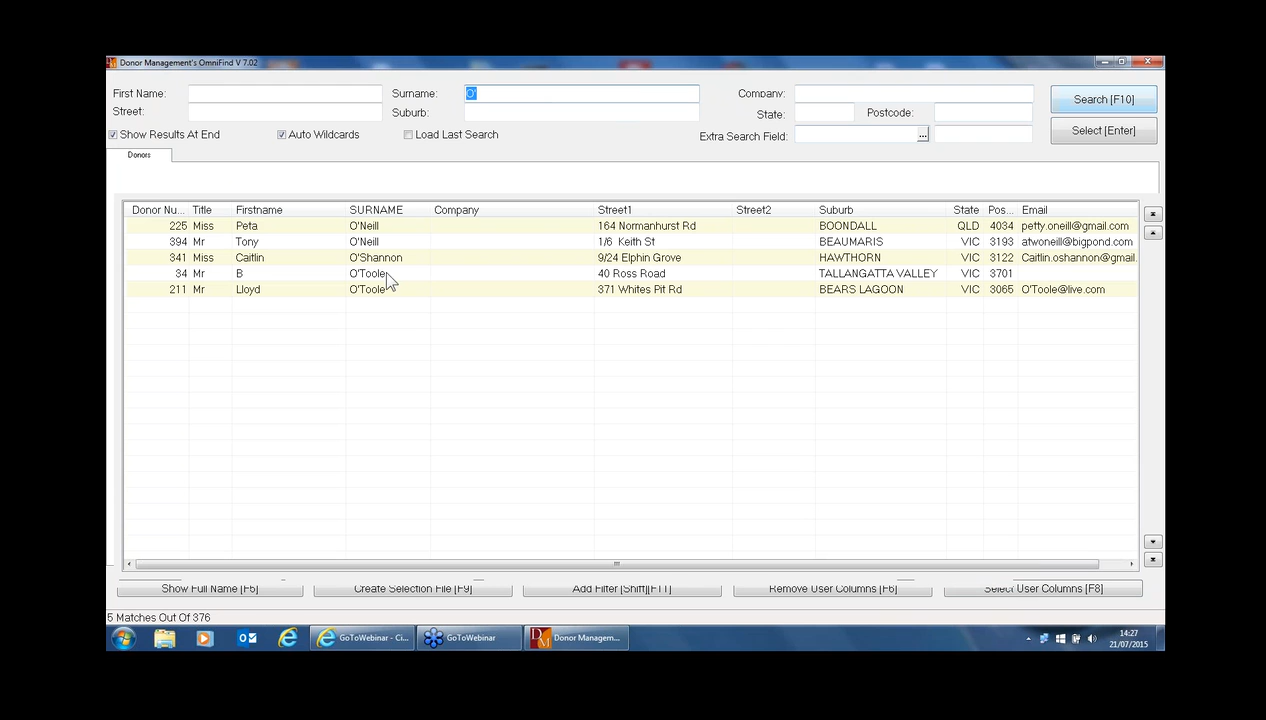 Donor Management's OmniFind V 7.02
First Name: Surname: O' Company: Search [F10]
Street: Suburb: State: Postcode:
Show Results At End Auto Wildcards Load Last Search Extra Search Field: ... Select [Enter]
Donors
Donor Nu... Title Firstname SURNAME Company Street1 Street2 Suburb State Pos... Email
225 Miss Peta O'Neill 164 Normanhurst Rd BOONDALL QLD 4034 petty.oneill@gmail.com
394 Mr Tony O'Neill 1/6 Keith St BEAUMARIS VIC 3193 atwoneill@bigpond.com
341 Miss Caitlin O'Shannon 9/24 Elphin Grove HAWTHORN VIC 3122 Caitlin.oshannon@gmail.
34 Mr B O'Toole 40 Ross Road TALLANGATTA VALLEY VIC 3701
211 Mr Lloyd O'Toole 371 Whites Pit Rd BEARS LAGOON VIC 3065 O'Toole@live.com
Show Full Name [F5] Create Selection File [F9] Add Filter [Shift][F11] Remove User Columns [F6] Select User Columns [F8]
5 Matches Out Of 376
GoToWebinar - Ci... GoToWebinar DM Donor Managem... 14:27
21/07/2015